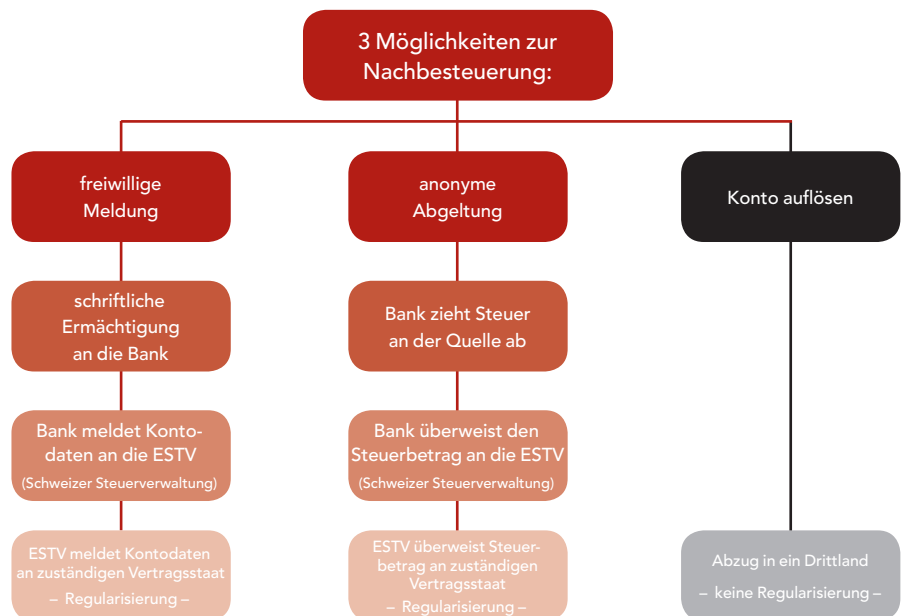 3 Möglichkeiten zur
Nachbesteuerung:
freiwillige
Meldung
anonyme
Abgeltung
Konto auflösen
schriftliche
Ermächtigung
an die Bank
Bank zieht Steuer
an der Quelle ab
Bank meldet Konto-
daten an die ESTV
(Schweizer Steuerverwaltung)
Bank überweist den
Steuerbetrag an die ESTV
(Schweizer Steuerverwaltung)
ESTV meldet Kontodaten
an zuständigen Vertragsstaat
– Regularisierung –
ESTV überweist Steuer-
betrag an zuständigen
Vertragsstaat
– Regularisierung –
Abzug in ein Drittland
– keine Regularisierung –